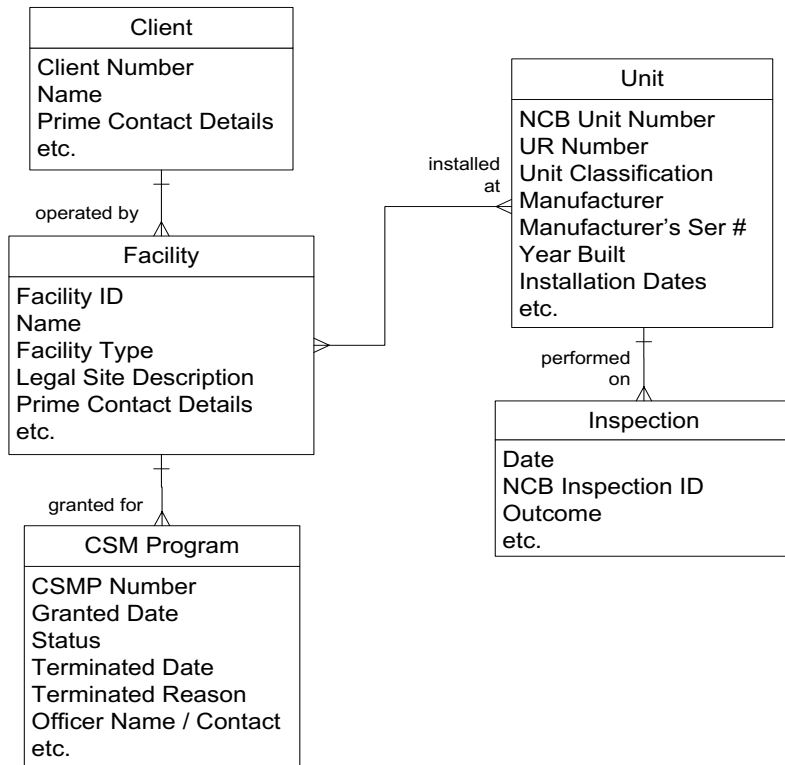 Client
Client Number
Name
Prime Contact Details
etc.
operated by
Facility
Facility ID
Name
Facility Type
Legal Site Description
Prime Contact Details
etc.
granted for
CSM Program
CSMP Number
Granted Date
Status
Terminated Date
Terminated Reason
Officer Name / Contact
etc.
installed
at
Unit
NCB Unit Number
UR Number
Unit Classification
Manufacturer
Manufacturer’s Ser #
Year Built
Installation Dates
etc.
performed
on
Inspection
Date
NCB Inspection ID
Outcome
etc.